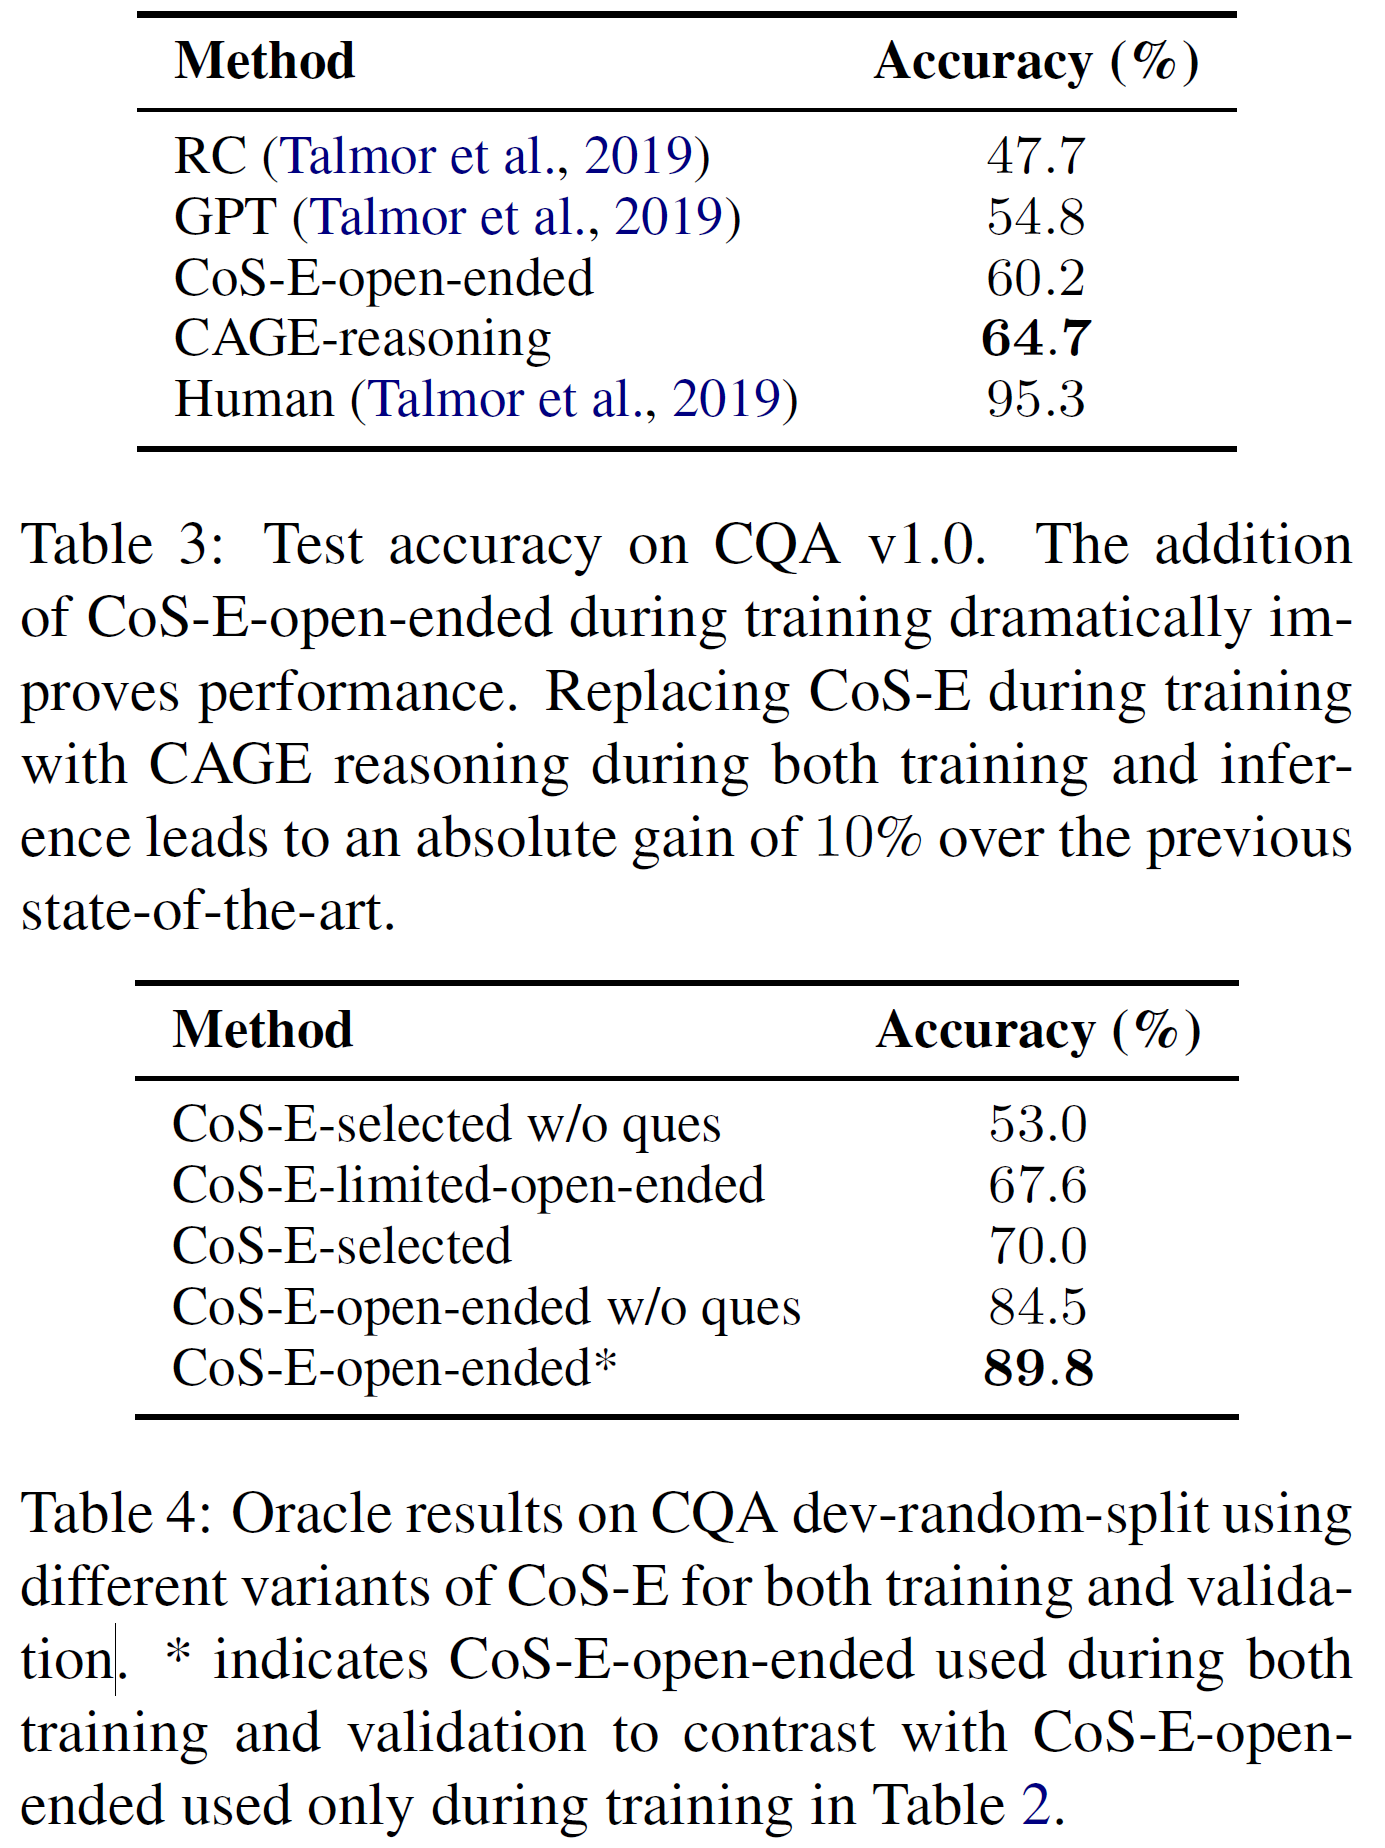 Method Accuracy (%)
RC (Talmor et al., 2019) 47.7
GPT (Talmor et al., 2019) 54.8
CoS-E-open-ended 60.2
CAGE-reasoning 64.7
Human (Talmor et al., 2019) 95.3
Table 3: Test accuracy on CQA v1.0. The addition
of CoS-E-open-ended during training dramatically im-
proves performance. Replacing CoS-E during training
with CAGE reasoning during both training and infer-
ence leads to an absolute gain of 10% over the previous
state-of-the-art.
Method Accuracy (%)
CoS-E-selected w/o ques 53.0
CoS-E-limited-open-ended 67.6
CoS-E-selected 70.0
CoS-E-open-ended w/o ques 84.5
CoS-E-open-ended* 89.8
Table 4: Oracle results on CQA dev-random-split using
different variants of CoS-E for both training and valida-
tion. * indicates CoS-E-open-ended used during both
training and validation to contrast with CoS-E-open-
ended used only during training in Table 2.